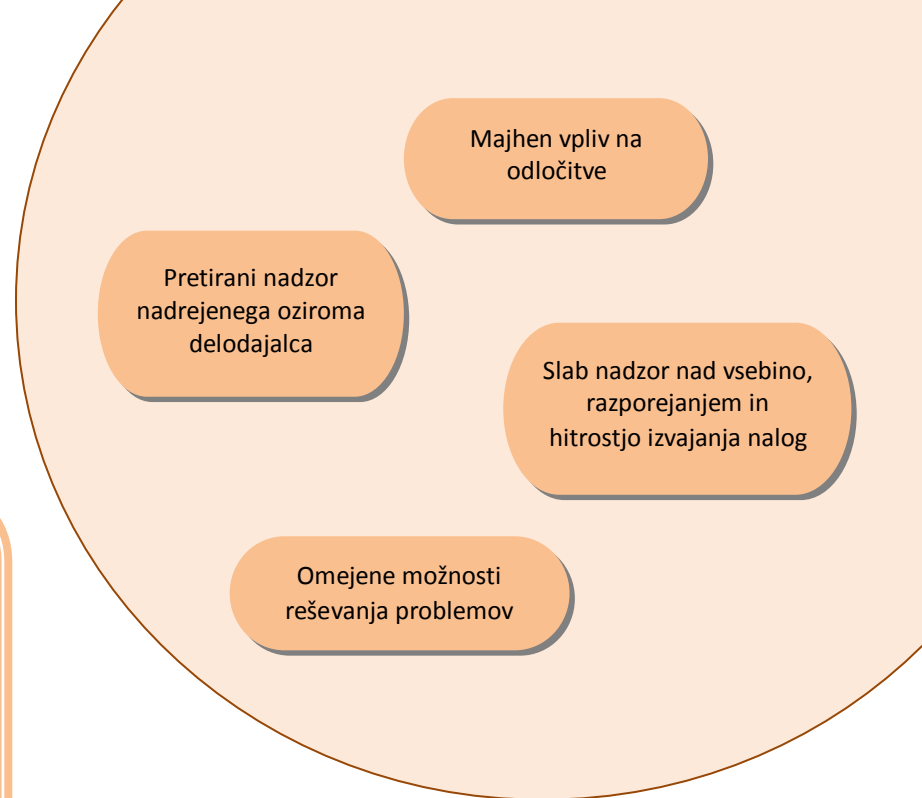 Majhen vpliv na
odločitve
Pretirani nadzor
nadrejenega oziroma
delodajalca
Slab nadzor nad vsebino,
razporejanjem in
hitrostjo izvajanja nalog
Omejene možnosti
reševanja problemov